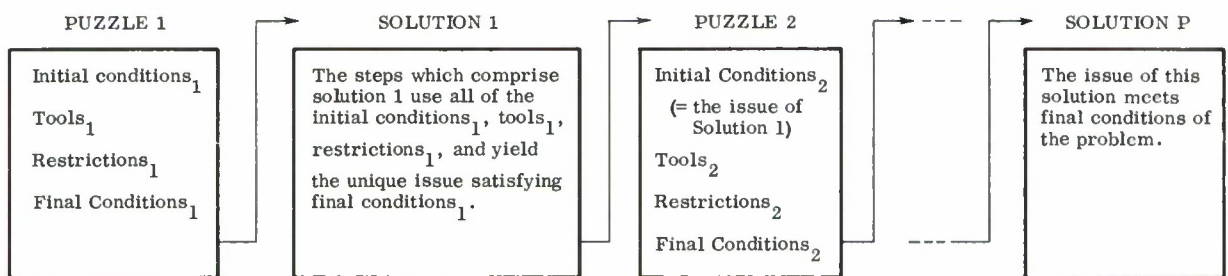 PUZZLE 1
Initial conditions₁
Tools₁
Restrictions₁
Final Conditions₁
SOLUTION 1
The steps which comprise
solution 1 use all of the
initial conditions₁, tools₁,
restrictions₁, and yield
the unique issue satisfying
final conditions₁.
PUZZLE 2
Initial Conditions₂
(= the issue of
Solution 1)
Tools₂
Restrictions₂
Final Conditions₂
SOLUTION P
The issue of this
solution meets
final conditions of
the problem.